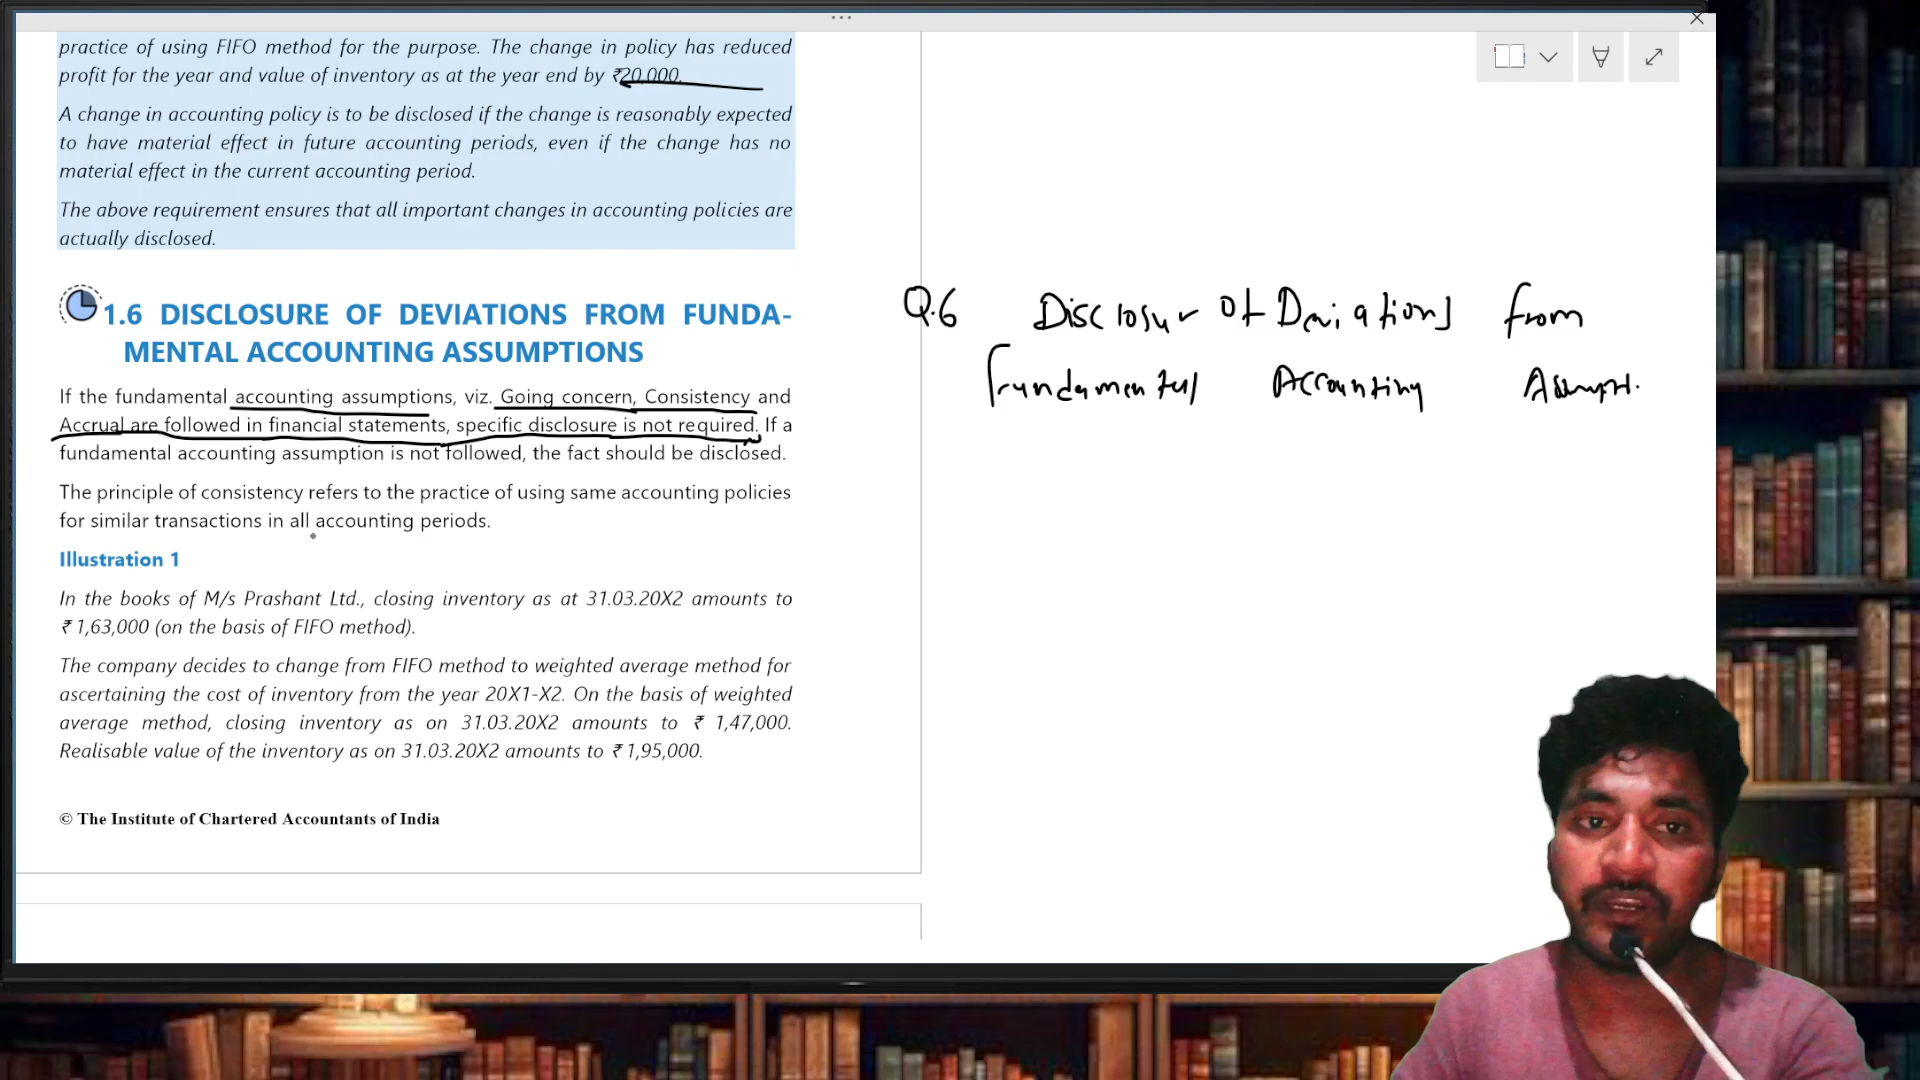 practice of using FIFO method for the purpose. The change in policy has reduced
profit for the year and value of inventory as at the year end by ₹20,000.
A change in accounting policy is to be disclosed if the change is reasonably expected
to have material effect in future accounting periods, even if the change has no
material effect in the current accounting period.
The above requirement ensures that all important changes in accounting policies are
actually disclosed.
1.6 DISCLOSURE OF DEVIATIONS FROM FUNDA-
MENTAL ACCOUNTING ASSUMPTIONS
If the fundamental accounting assumptions, viz. Going concern, Consistency and
Accrual are followed in financial statements, specific disclosure is not required. If a
fundamental accounting assumption is not followed, the fact should be disclosed.
The principle of consistency refers to the practice of using same accounting policies
for similar transactions in all accounting periods.
Illustration 1
In the books of M/s Prashant Ltd., closing inventory as at 31.03.20X2 amounts to
₹ 1,63,000 (on the basis of FIFO method).
The company decides to change from FIFO method to weighted average method for
ascertaining the cost of inventory from the year 20X1-X2. On the basis of weighted
average method, closing inventory as on 31.03.20X2 amounts to ₹ 1,47,000.
Realisable value of the inventory as on 31.03.20X2 amounts to ₹ 1,95,000.
© The Institute of Chartered Accountants of India
Q.6 Disclosur of Deviations from
Fundamental Accounting Assumpt.